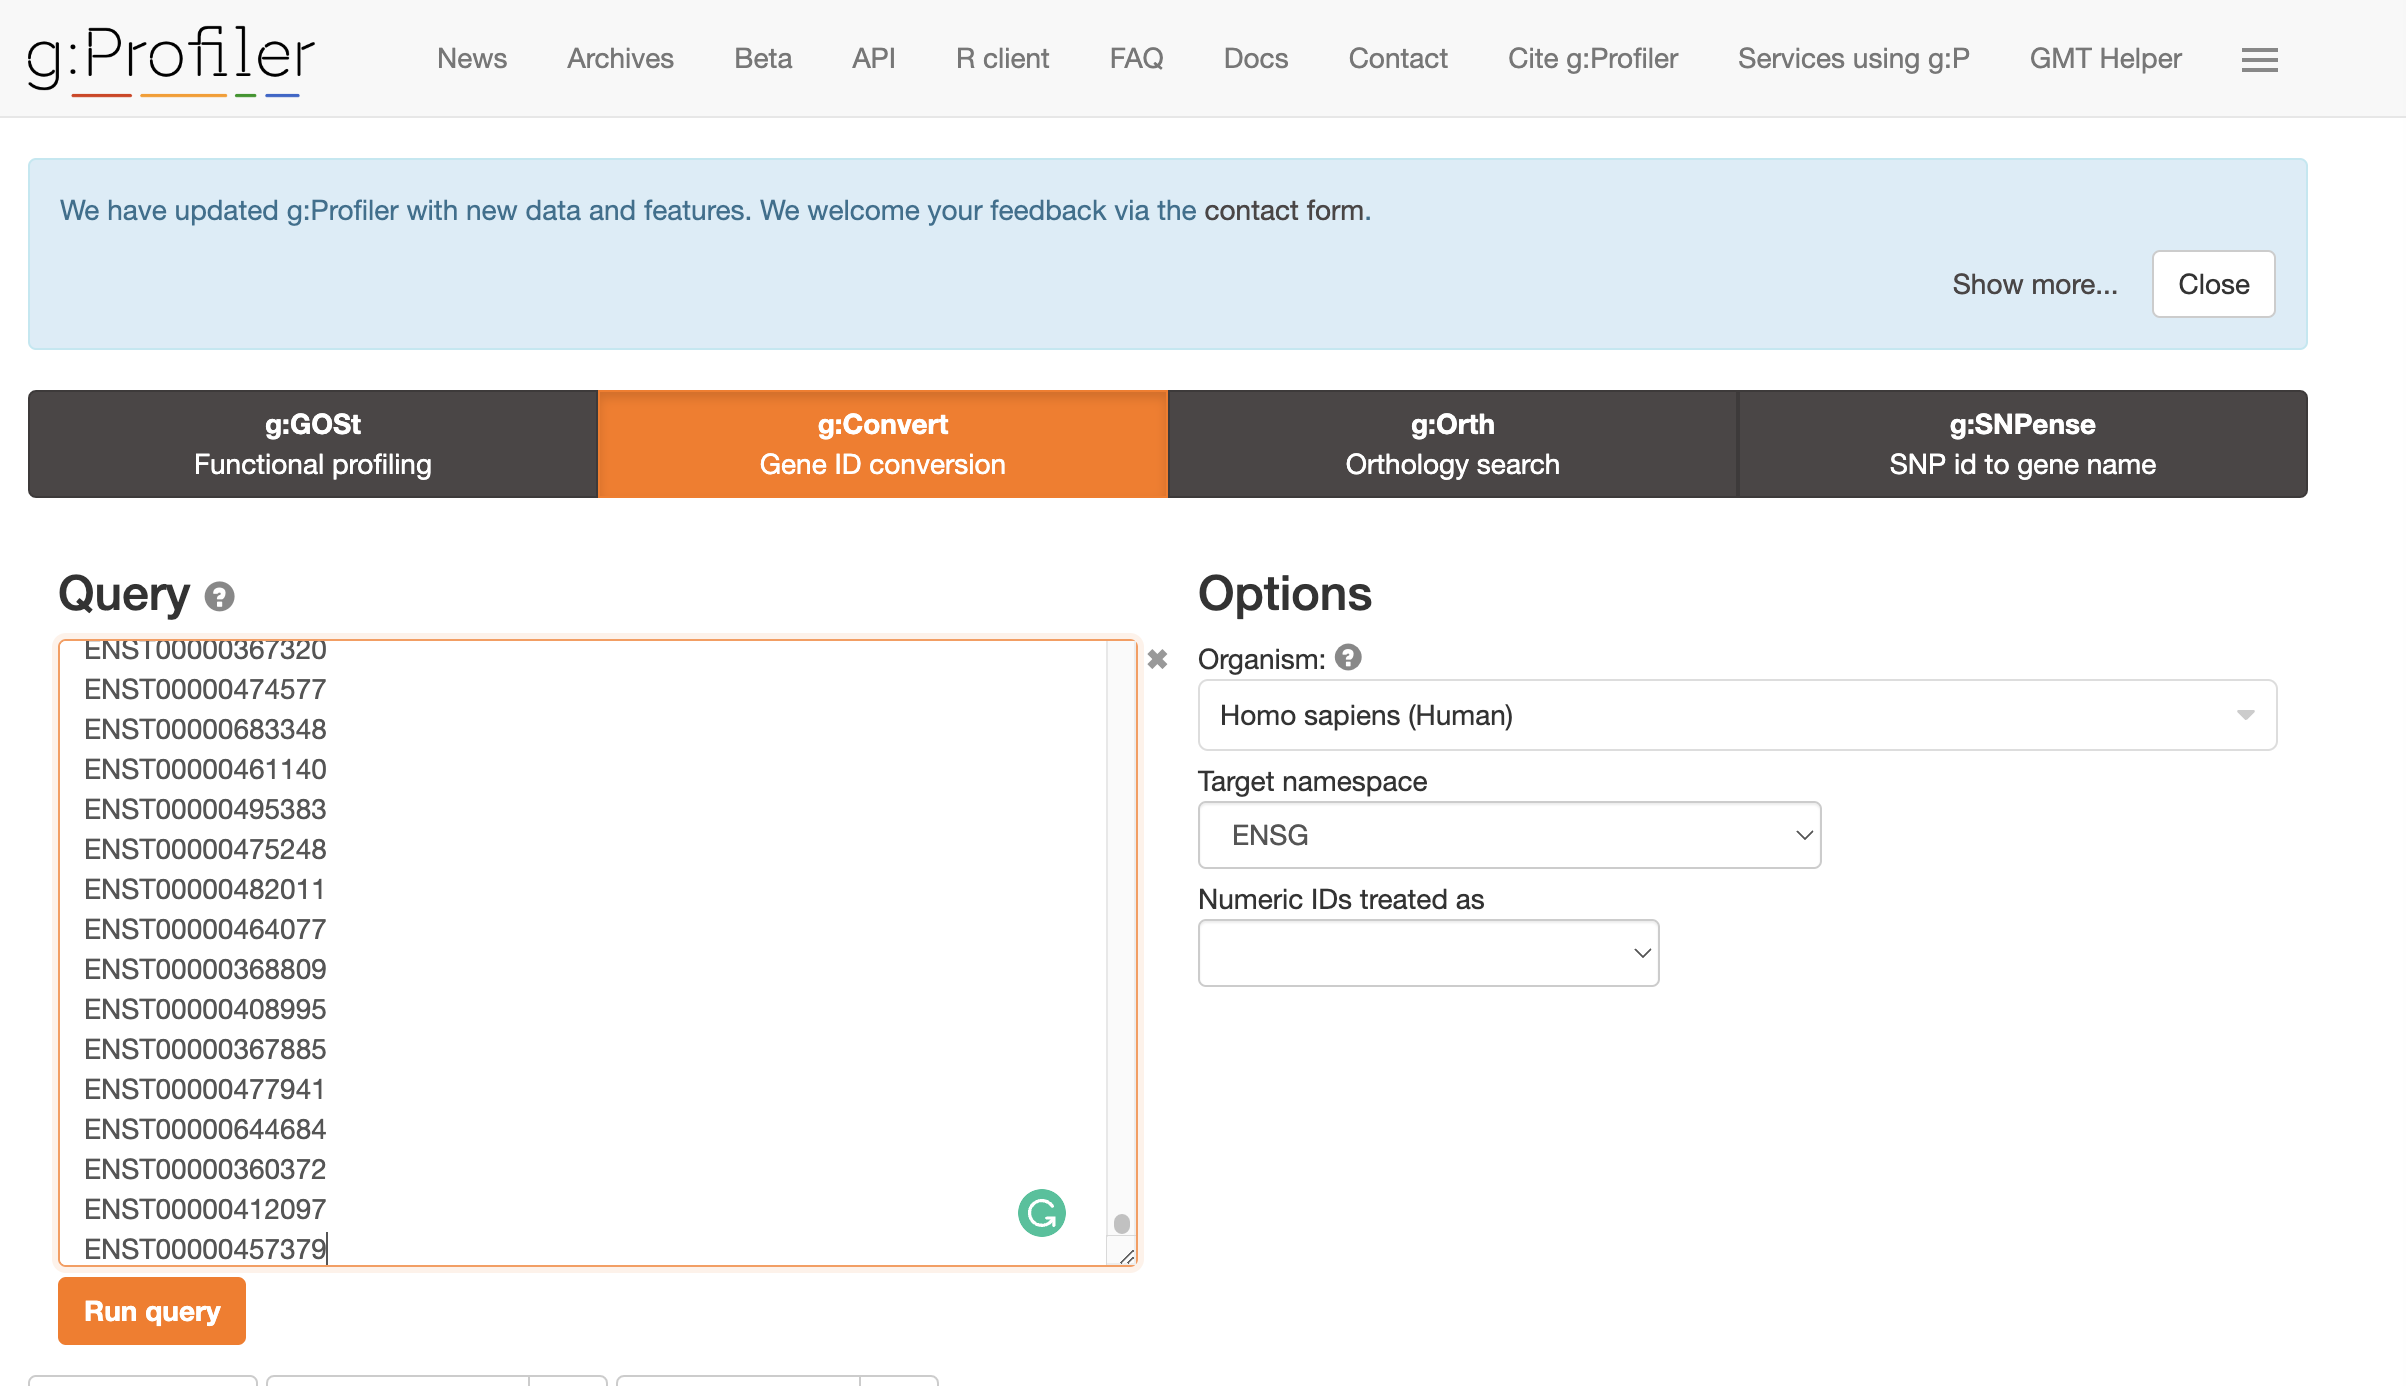 g:Profiler
News Archives Beta API R client FAQ Docs Contact Cite g:Profiler Services using g:P GMT Helper
We have updated g:Profiler with new data and features. We welcome your feedback via the contact form.
Show more... Close
g:GOSt
Functional profiling
g:Convert
Gene ID conversion
g:Orth
Orthology search
g:SNPense
SNP id to gene name
Query ?
ENST00000367320
ENST00000474577
ENST00000683348
ENST00000461140
ENST00000495383
ENST00000475248
ENST00000482011
ENST00000464077
ENST00000368809
ENST00000408995
ENST00000367885
ENST00000477941
ENST00000644684
ENST00000360372
ENST00000412097
ENST00000457379
Run query
Options
Organism: ?
Homo sapiens (Human)
Target namespace
ENSG
Numeric IDs treated as